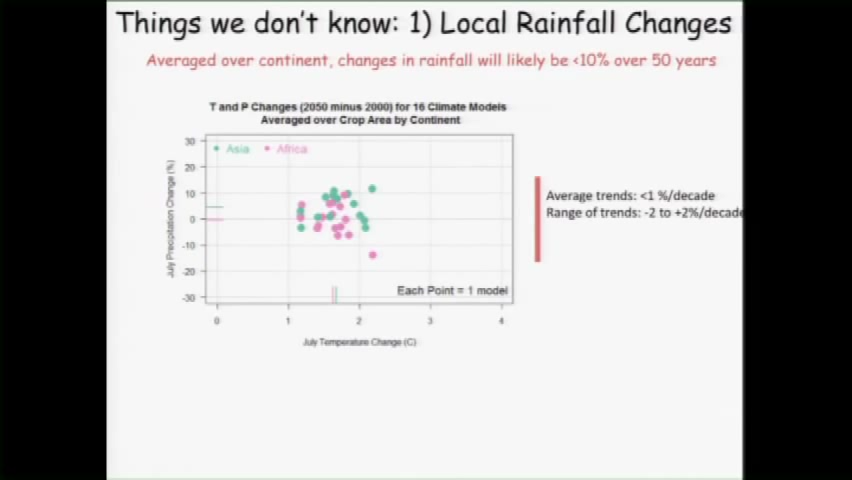 Things we don't know: 1) Local Rainfall Changes
Averaged over continent, changes in rainfall will likely be <10% over 50 years
T and P Changes (2050 minus 2000) for 16 Climate Models
Averaged over Crop Area by Continent
Asia Africa
30
20
10
0
-10
-20
-30
July Precipitation Change (%)
Each Point = 1 model
0 1 2 3 4
July Temperature Change (C)
Average trends: <1 %/decade
Range of trends: -2 to +2%/decade